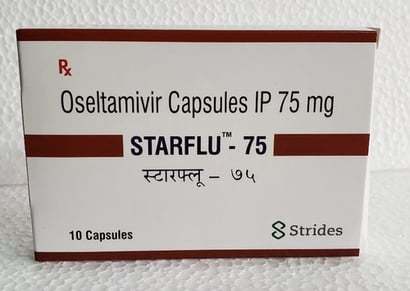 Rx
Oseltamivir Capsules IP 75 mg
STARFLU™ - 75
स्टारफ्लू - ७५
10 Capsules
Strides